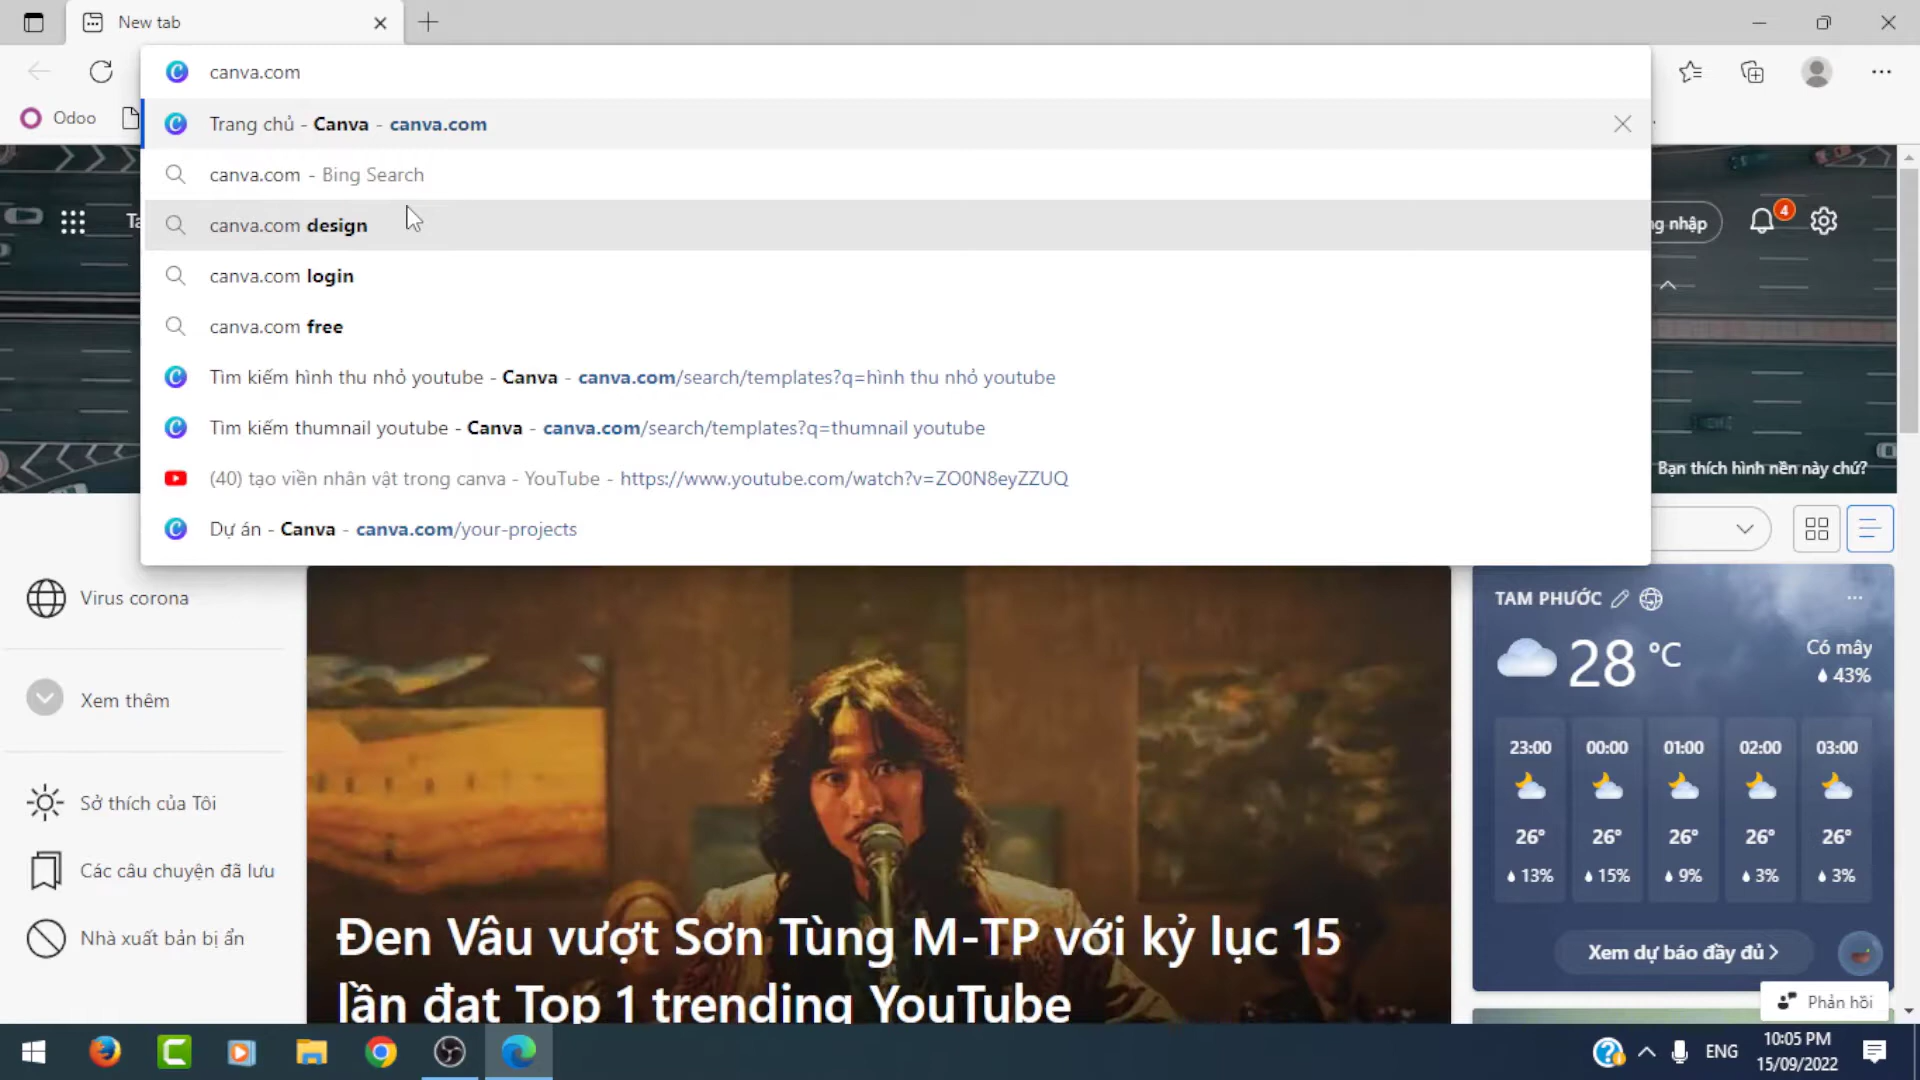 New tab
canva.com
Odoo
Trang chủ - Canva - canva.com
canva.com - Bing Search
canva.com design
canva.com login
canva.com free
Tìm kiếm hình thu nhỏ youtube - Canva - canva.com/search/templates?q=hình thu nhỏ youtube
Tìm kiếm thumnail youtube - Canva - canva.com/search/templates?q=thumnail youtube
(40) tạo viền nhân vật trong canva - YouTube - https://www.youtube.com/watch?v=ZO0N8eyZZUQ
Dự án - Canva - canva.com/your-projects
g nhập
4
Bạn thích hình nền này chứ?
Virus corona
Xem thêm
Sở thích của Tôi
Các câu chuyện đã lưu
Nhà xuất bản bị ẩn
Đen Vâu vượt Sơn Tùng M-TP với kỷ lục 15
lần đạt Top 1 trending YouTube
TAM PHƯỚC
28 °C
Có mây
43%
23:00 00:00 01:00 02:00 03:00
26° 26° 26° 26° 26°
13% 15% 9% 3% 3%
Xem dự báo đầy đủ >
Phản hồi
ENG
10:05 PM
15/09/2022